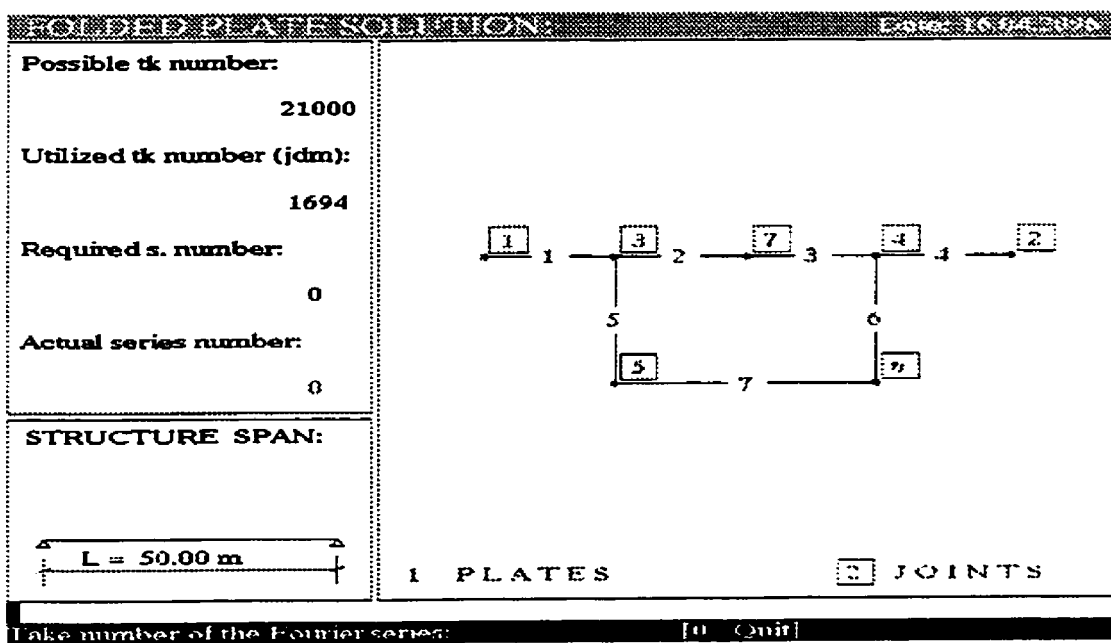 FOLDED PLATE SOLUTION:
Possible tk number:
21000
Utilized tk number (jdm):
1694
Required s. number:
0
Actual series number:
0
STRUCTURE SPAN:
L = 50.00 m
1 1 3 2 7 3 4 4 2
5 6
5 7
1 PLATES
2 JOINTS
Take number of the Fourier series: [0 Quit]